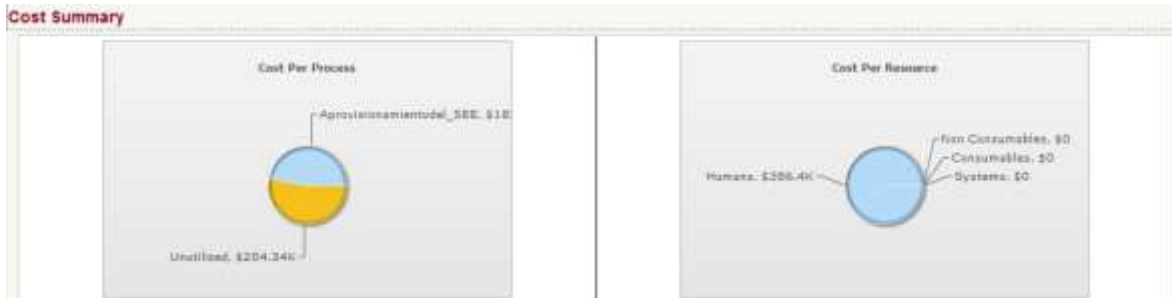 Cost Summary
Cost Per Process
Aprovisionamientodel_SBE, $18
Unutilized, $204.34K
Cost Per Resource
Non Consumables, $0
Consumables, $0
Systems, $0
Humans, $386.4K